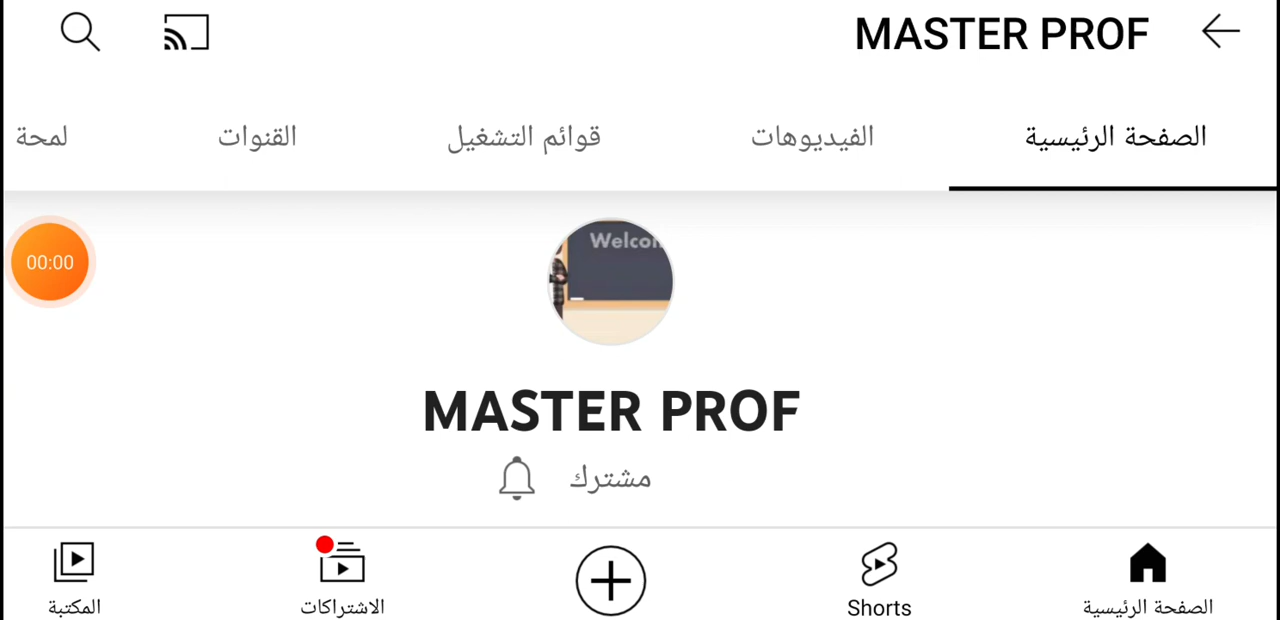 MASTER PROF
الصفحة الرئيسية الفيديوهات قوائم التشغيل القنوات لمحة
00:00
Welcom
MASTER PROF
مشترك
الصفحة الرئيسية Shorts الاشتراكات المكتبة